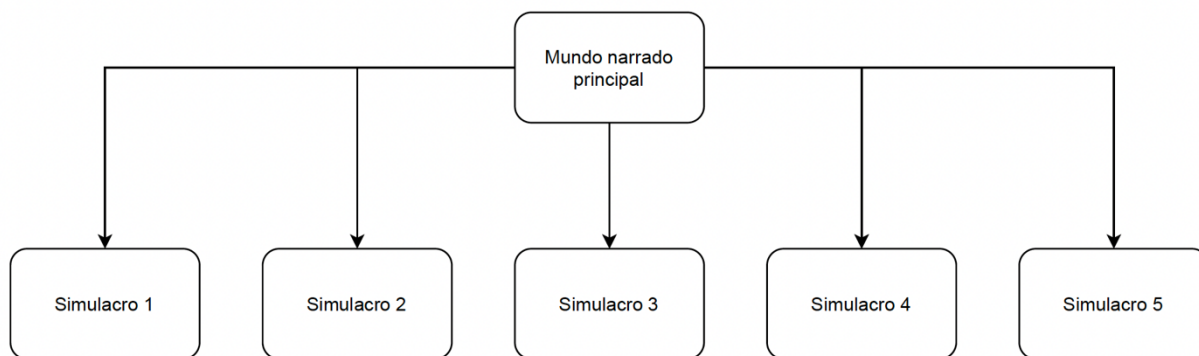 Mundo narrado
principal
Simulacro 1
Simulacro 2
Simulacro 3
Simulacro 4
Simulacro 5